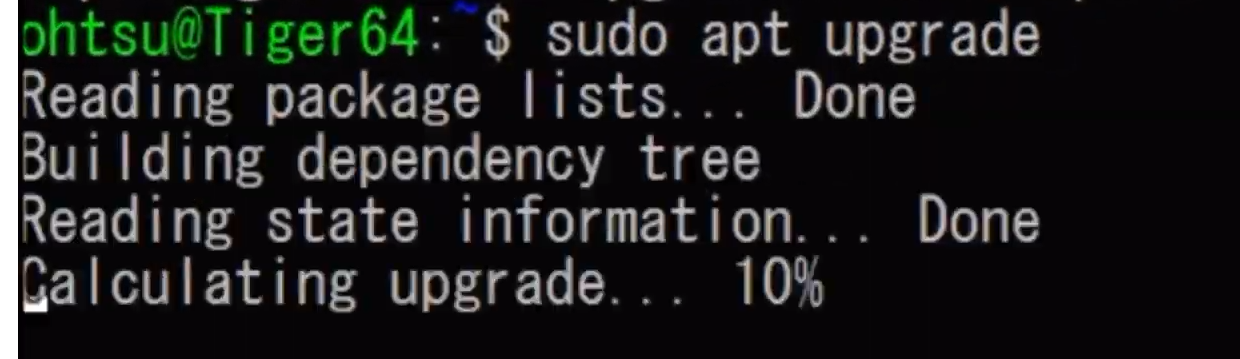 ohtsu@Tiger64:~$ sudo apt upgrade
Reading package lists... Done
Building dependency tree
Reading state information... Done
Calculating upgrade... 10%